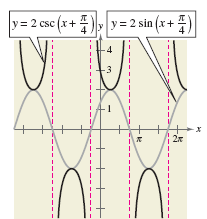 y = 2 csc (x + π/4)
y
y = 2 sin (x + π/4)
4
3
1
x
π
2π